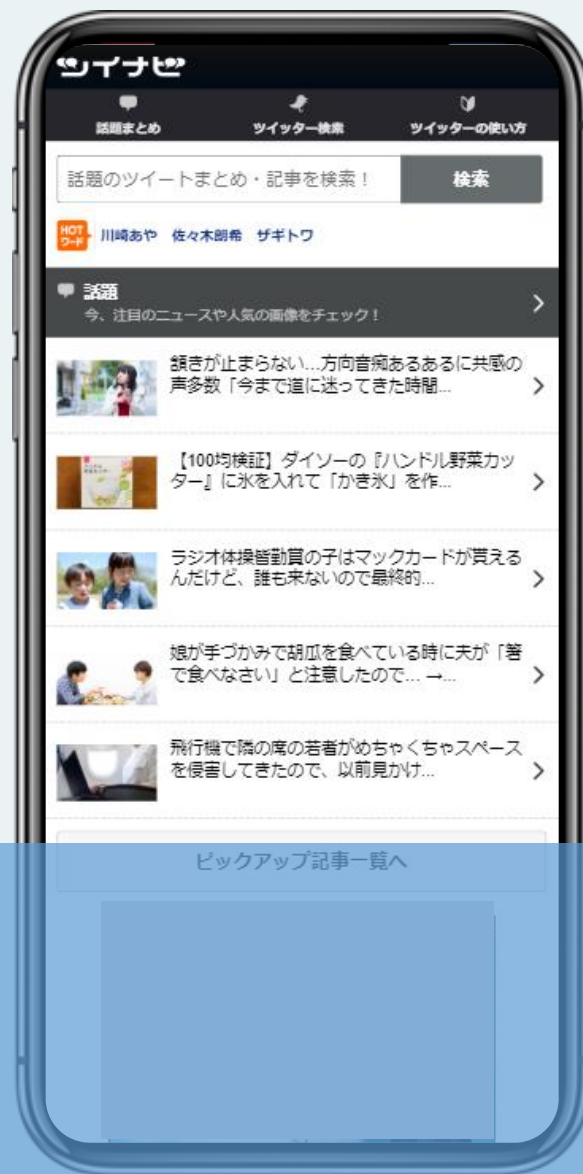 ツイナビ
話題まとめ
ツイッター検索
ツイッターの使い方
話題のツイートまとめ・記事を検索！
検索
HOT
ワード
川崎あや 佐々木朗希 ザギトワ
話題
今、注目のニュースや人気の画像をチェック！
頷きが止まらない…方向音痴あるあるに共感の
声多数「今まで道に迷ってきた時間...
【100均検証】ダイソーの『ハンドル野菜カッ
ター』に氷を入れて「かき氷」を作...
ラジオ体操皆勤賞の子はマックカードが貰える
んだけど、誰も来ないので最終的...
娘が手づかみで胡瓜を食べている時に夫が「箸
で食べなさい」と注意したので... →...
飛行機で隣の席の若者がめちゃくちゃスペース
を侵害してきたので、以前見かけ...
ピックアップ記事一覧へ